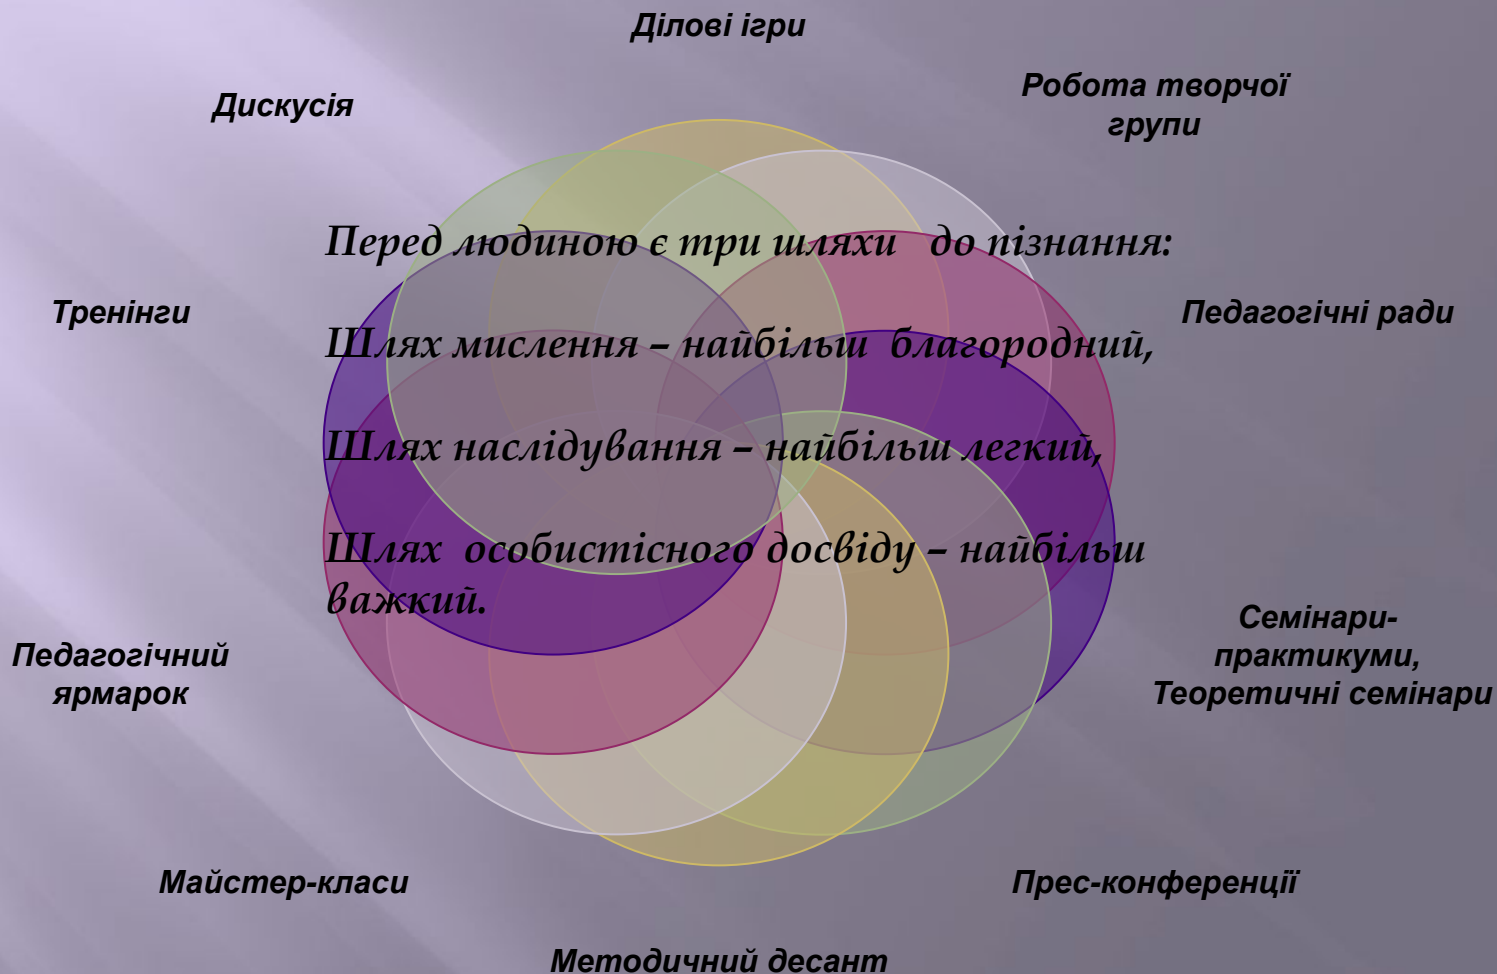 Ділові ігри
Дискусія
Робота творчої
групи
Перед людиною є три шляхи до пізнання:
Тренінги
Педагогічні ради
Шлях мислення – найбільш благородний,
Шлях наслідування – найбільш легкий,
Шлях особистісного досвіду – найбільш
важкий.
Семінари-
практикуми,
Теоретичні семінари
Педагогічний
ярмарок
Майстер-класи
Прес-конференції
Методичний десант